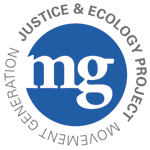 MOVEMENT GENERATION JUSTICE & ECOLOGY PROJECT
mg